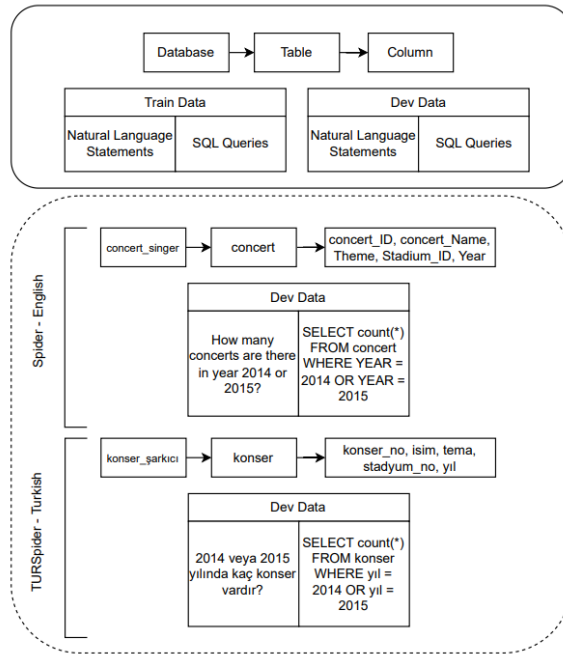 Database
Table
Column
Train Data
Natural Language
Statements
SQL Queries
Dev Data
Natural Language
Statements
SQL Queries
Spider - English
concert_singer
concert
concert_ID, concert_Name,
Theme, Stadium_ID, Year
Dev Data
How many
concerts are there
in year 2014 or
2015?
SELECT count(*)
FROM concert
WHERE YEAR =
2014 OR YEAR =
2015
TURSpider - Turkish
konser_şarkıcı
konser
konser_no, isim, tema,
stadyum_no, yıl
Dev Data
2014 veya 2015
yılında kaç konser
vardır?
SELECT count(*)
FROM konser
WHERE yıl =
2014 OR yıl =
2015